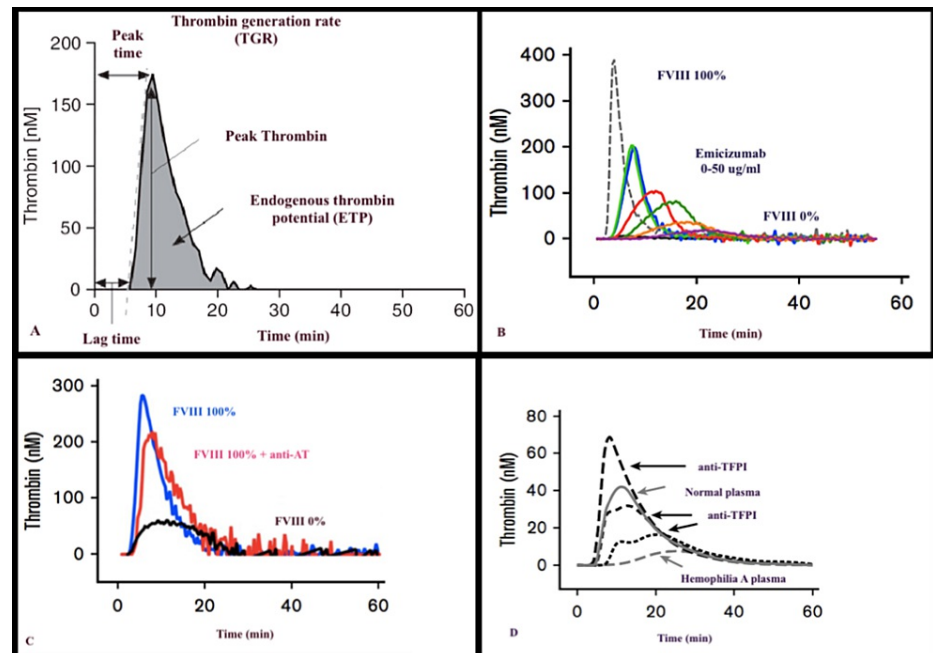 Thrombin generation rate
(TGR)
Peak
time
200
150
100
50
0
Thrombin [nM]
Peak Thrombin
Endogenous thrombin
potential (ETP)
0 10 20 30 40 50 60
A
Lag time
Time (min)
400
300
200
100
0
Thrombin (nM)
FVIII 100%
Emicizumab
0-50 ug/ml
FVIII 0%
0 20 40 60
Time (min)
B
300
200
100
0
Thrombin (nM)
FVIII 100%
FVIII 100% + anti-AT
FVIII 0%
0 20 40 60
Time (min)
C
80
60
40
20
0
Thrombin (nM)
anti-TFPI
Normal plasma
anti-TFPI
Hemophilia A plasma
0 20 40 60
Time (min)
D